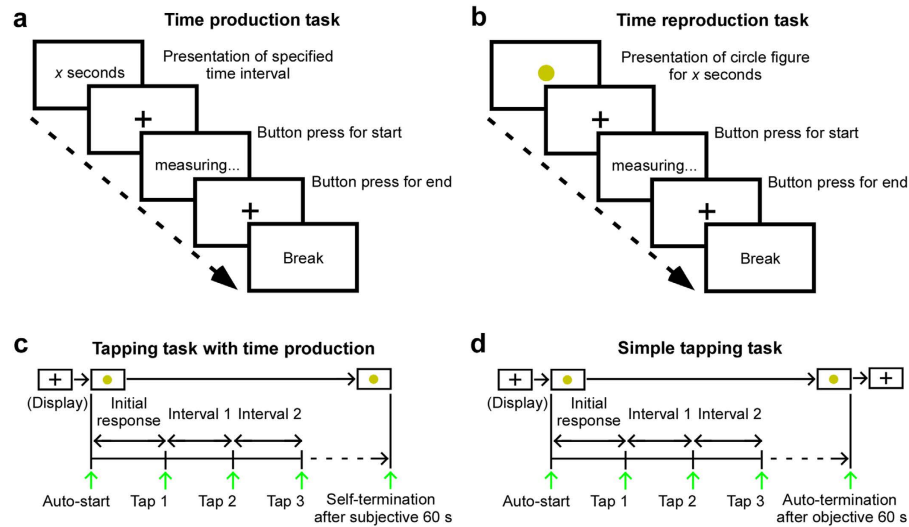 a
Time production task
x seconds
Presentation of specified
time interval
+
Button press for start
measuring...
Button press for end
+
Break
b
Time reproduction task
Presentation of circle figure
for x seconds
+
Button press for start
measuring...
Button press for end
+
Break
c
Tapping task with time production
+
(Display)
Initial
response
Interval 1
Interval 2
Auto-start
Tap 1
Tap 2
Tap 3
Self-termination
after subjective 60 s
d
Simple tapping task
+
+
(Display)
Initial
response
Interval 1
Interval 2
Auto-start
Tap 1
Tap 2
Tap 3
Auto-termination
after objective 60 s